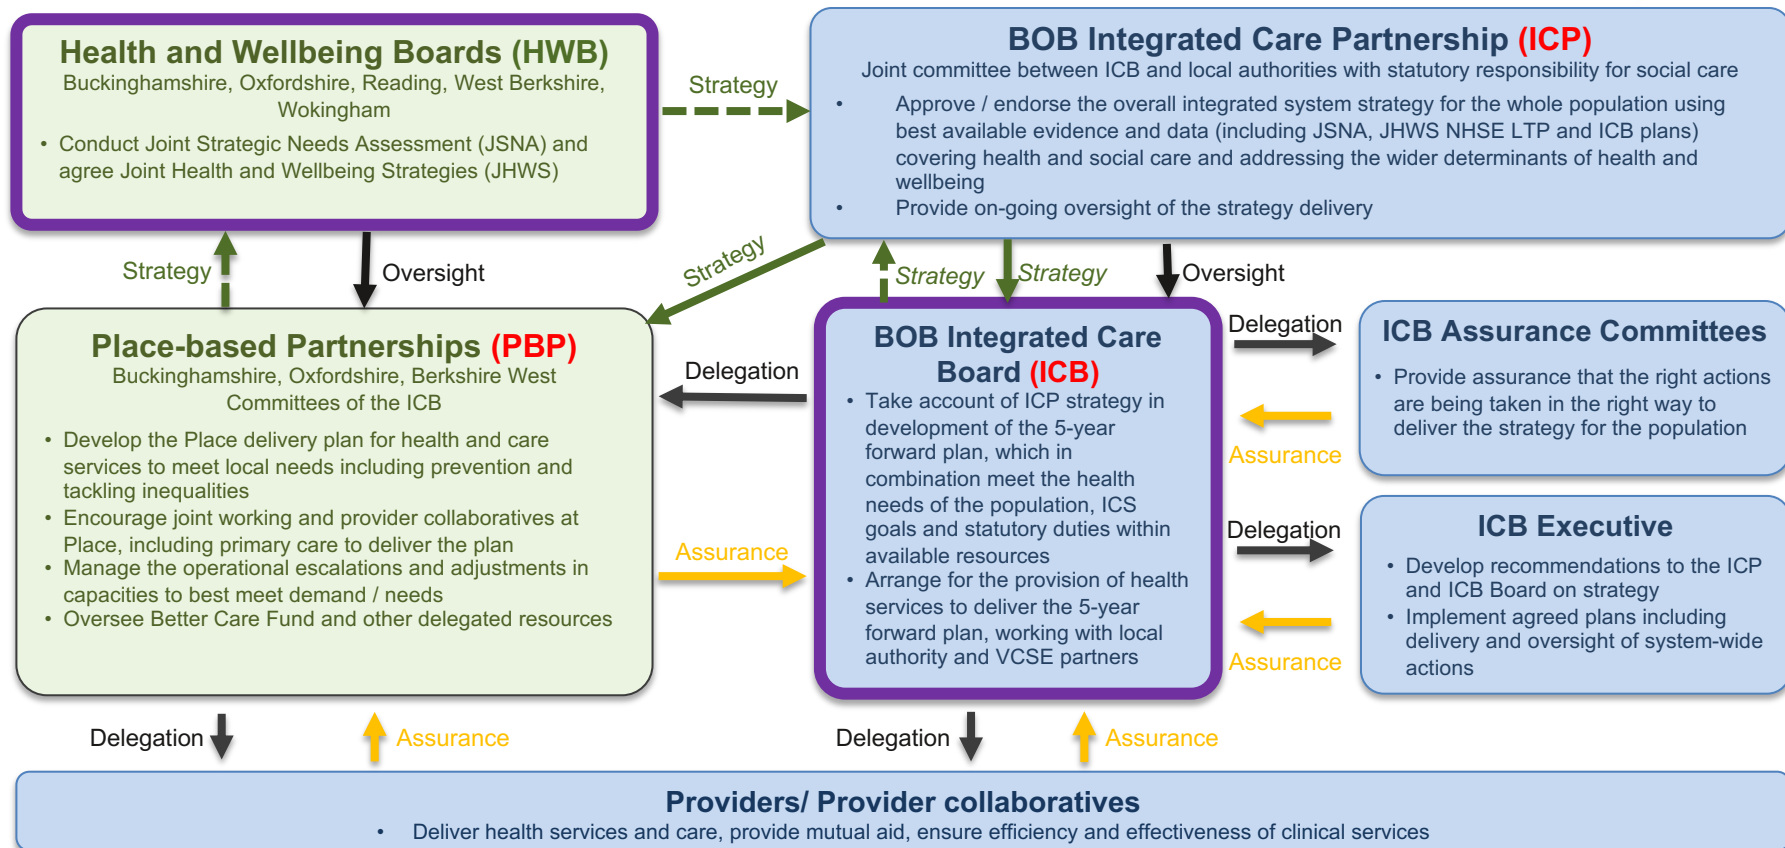 Health and Wellbeing Boards (HWB)
Buckinghamshire, Oxfordshire, Reading, West Berkshire,
Wokingham
• Conduct Joint Strategic Needs Assessment (JSNA) and
agree Joint Health and Wellbeing Strategies (JHWS)
Strategy
BOB Integrated Care Partnership (ICP)
Joint committee between ICB and local authorities with statutory responsibility for social care
• Approve / endorse the overall integrated system strategy for the whole population using
best available evidence and data (including JSNA, JHWS NHSE LTP and ICB plans)
covering health and social care and addressing the wider determinants of health and
wellbeing
• Provide on-going oversight of the strategy delivery
Strategy
Oversight
Strategy
Strategy
Strategy
Oversight
Place-based Partnerships (PBP)
Buckinghamshire, Oxfordshire, Berkshire West
Committees of the ICB
• Develop the Place delivery plan for health and care
services to meet local needs including prevention and
tackling inequalities
• Encourage joint working and provider collaboratives at
Place, including primary care to deliver the plan
• Manage the operational escalations and adjustments in
capacities to best meet demand / needs
• Oversee Better Care Fund and other delegated resources
Delegation
Assurance
BOB Integrated Care
Board (ICB)
• Take account of ICP strategy in
development of the 5-year
forward plan, which in
combination meet the health
needs of the population, ICS
goals and statutory duties within
available resources
• Arrange for the provision of health
services to deliver the 5-year
forward plan, working with local
authority and VCSE partners
Delegation
Assurance
ICB Assurance Committees
• Provide assurance that the right actions
are being taken in the right way to
deliver the strategy for the population
Delegation
Assurance
ICB Executive
• Develop recommendations to the ICP
and ICB Board on strategy
• Implement agreed plans including
delivery and oversight of system-wide
actions
Delegation
Assurance
Delegation
Assurance
Providers/ Provider collaboratives
• Deliver health services and care, provide mutual aid, ensure efficiency and effectiveness of clinical services